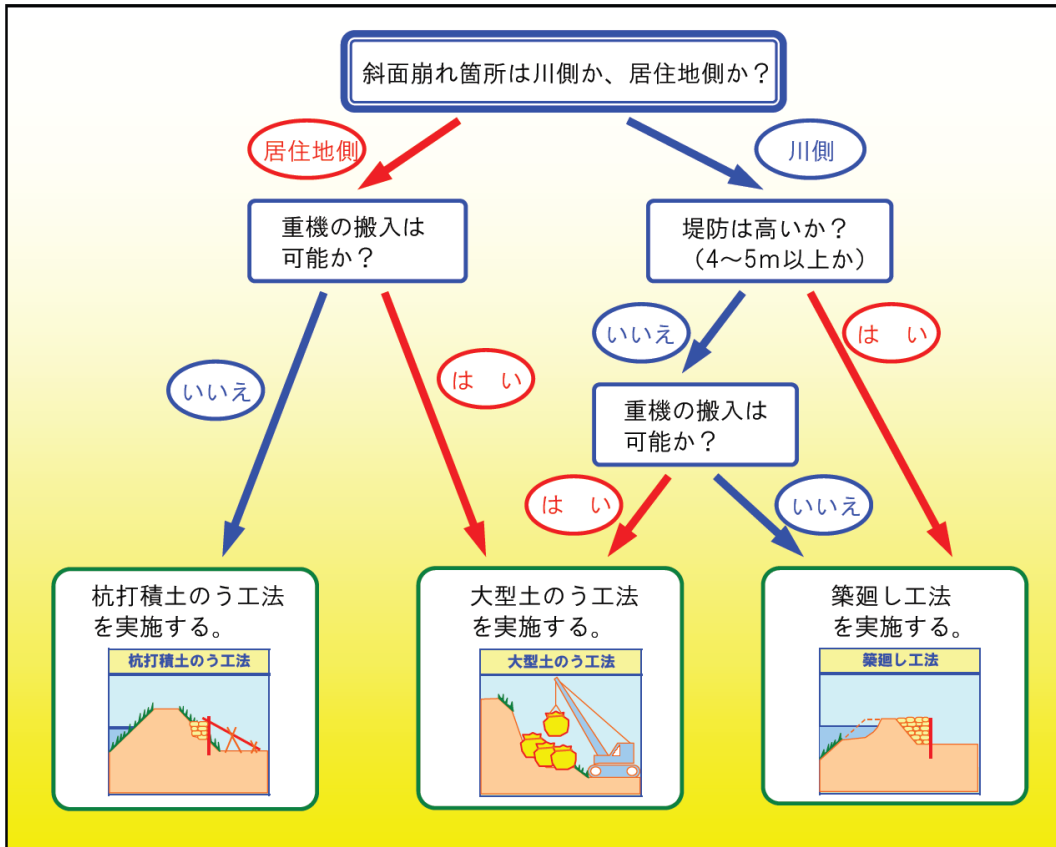 斜面崩れ箇所は川側か、居住地側か？
居住地側
川側
重機の搬入は
可能か？
堤防は高いか？
（4～5ｍ以上か）
いいえ
はい
いいえ
は　い
重機の搬入は
可能か？
は　い
いいえ
杭打積土のう工法
を実施する。
杭打積土のう工法
大型土のう工法
を実施する。
大型土のう工法
築廻し工法
を実施する。
築廻し工法